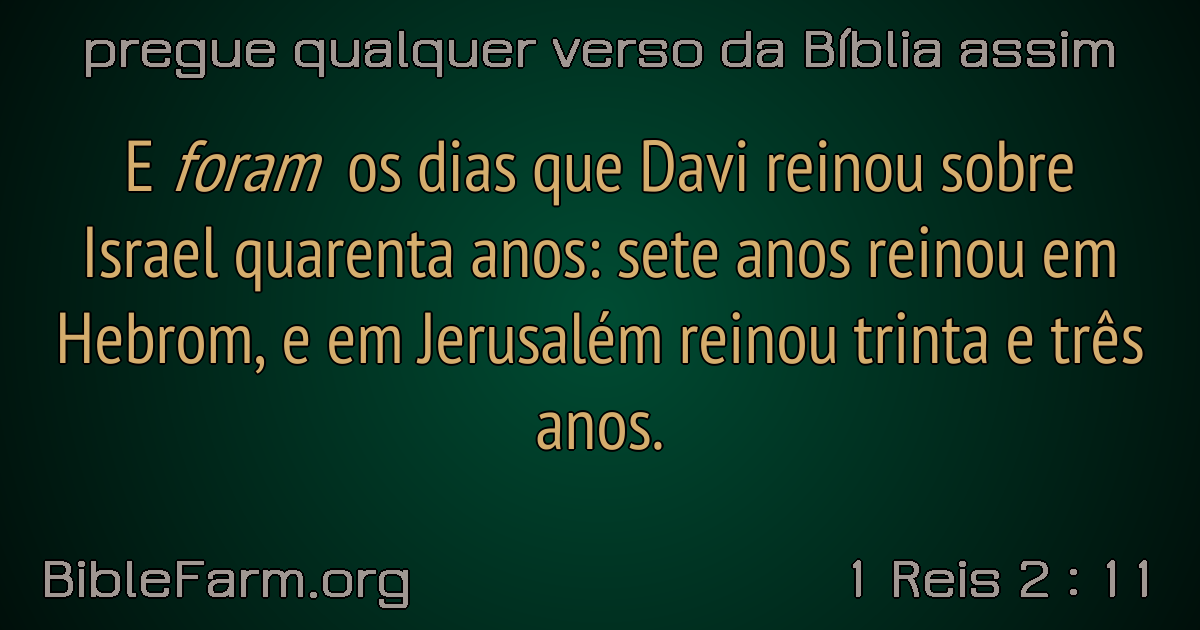 pregue qualquer verso da Bíblia assim
E foram os dias que Davi reinou sobre
Israel quarenta anos: sete anos reinou em
Hebrom, e em Jerusalém reinou trinta e três
anos.
BibleFarm.org
1 Reis 2 : 11